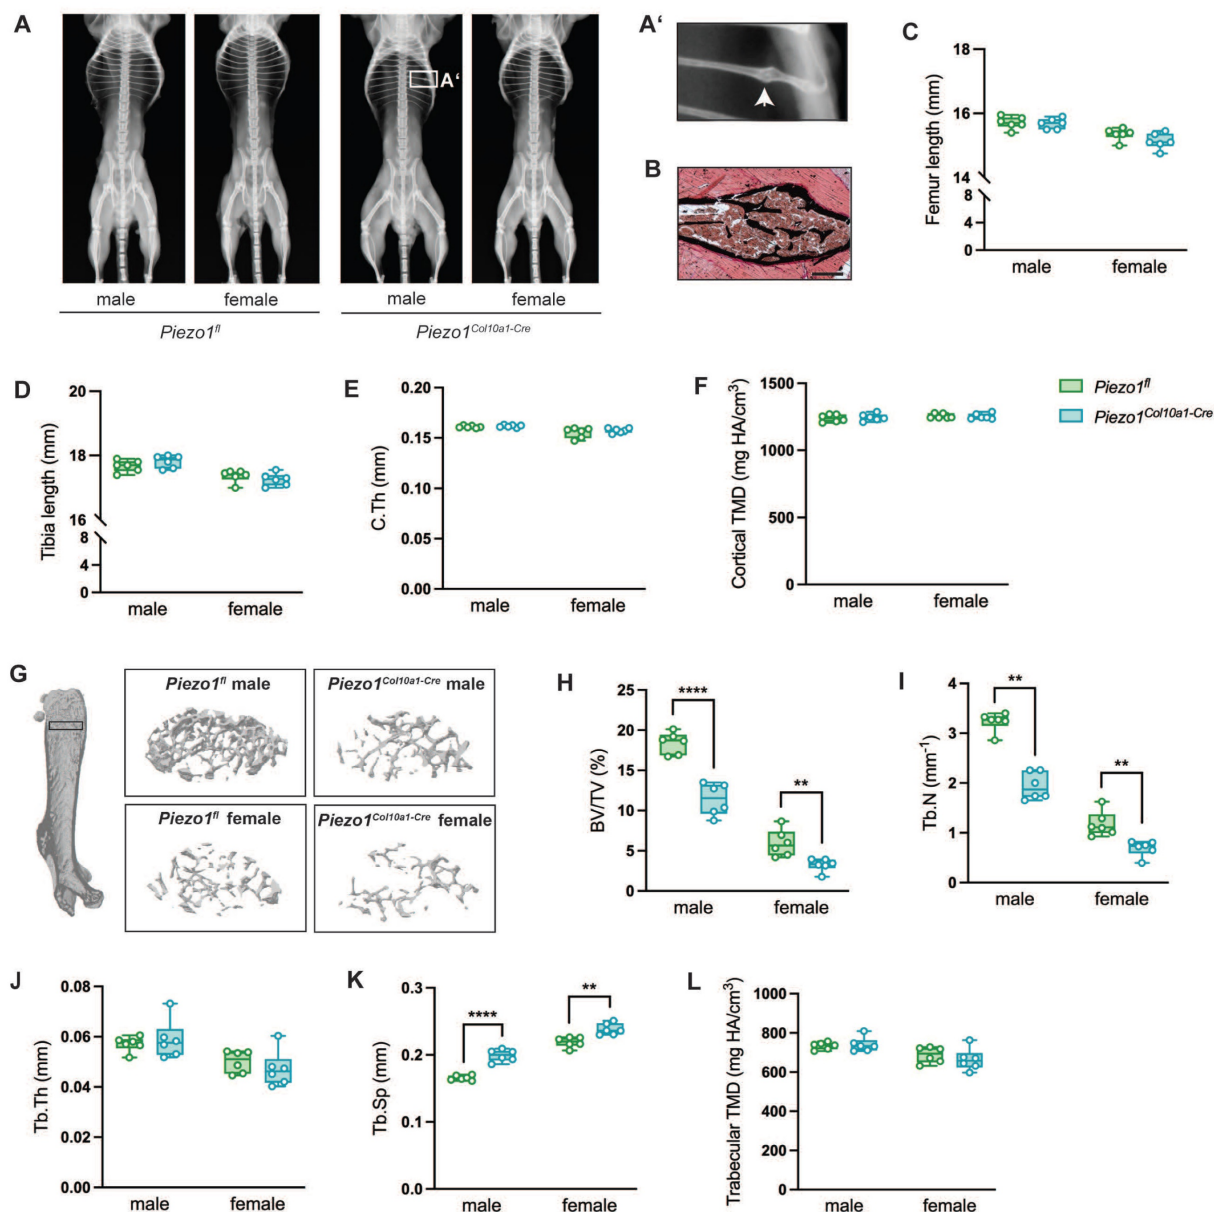 A
A‘
male
female
male
female
Piezo1fl
Piezo1Col10a1-Cre
A‘
B
C
Femur length (mm)
18
16
14
8
4
0
male
female
D
Tibia length (mm)
20
18
16
8
4
0
male
female
E
C.Th (mm)
0.20
0.15
0.10
0.05
0.00
male
female
F
Cortical TMD (mg HA/cm3)
1500
1000
500
0
male
female
Piezo1fl
Piezo1Col10a1-Cre
G
Piezo1fl male
Piezo1Col10a1-Cre male
Piezo1fl female
Piezo1Col10a1-Cre female
H
BV/TV (%)
25
20
15
10
5
0
****
**
male
female
I
Tb.N (mm-1)
4
3
2
1
0
**
**
male
female
J
Tb.Th (mm)
0.08
0.06
0.04
0.02
0.00
male
female
K
Tb.Sp (mm)
0.3
0.2
0.1
0.0
****
**
male
female
L
Trabecular TMD (mg HA/cm3)
1000
800
600
400
200
0
male
female